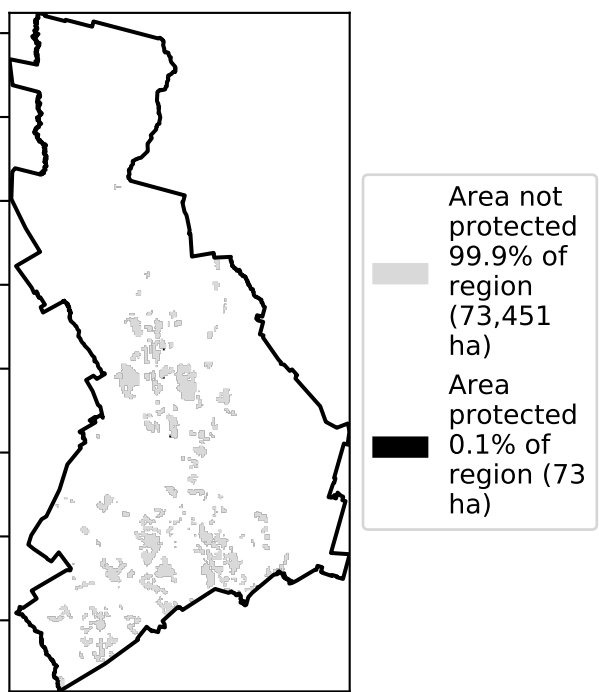 Area not
protected
99.9% of
region
(73,451
ha)
Area
protected
0.1% of
region (73
ha)